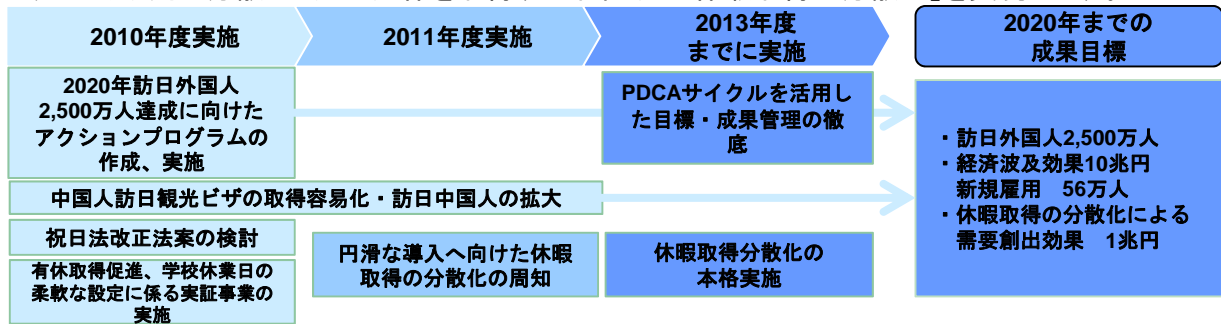 2010年度実施
2011年度実施
2013年度
までに実施
2020年までの
成果目標
2020年訪日外国人
2,500万人達成に向けた
アクションプログラムの
作成、実施
PDCAサイクルを活用し
た目標・成果管理の徹
底
中国人訪日観光ビザの取得容易化・訪日中国人の拡大
祝日法改正法案の検討
有休取得促進、学校休業日の
柔軟な設定に係る実証事業の
実施
円滑な導入へ向けた休暇
取得の分散化の周知
休暇取得分散化の
本格実施
・訪日外国人2,500万人
・経済波及効果10兆円
新規雇用 56万人
・休暇取得の分散化による
需要創出効果 1兆円